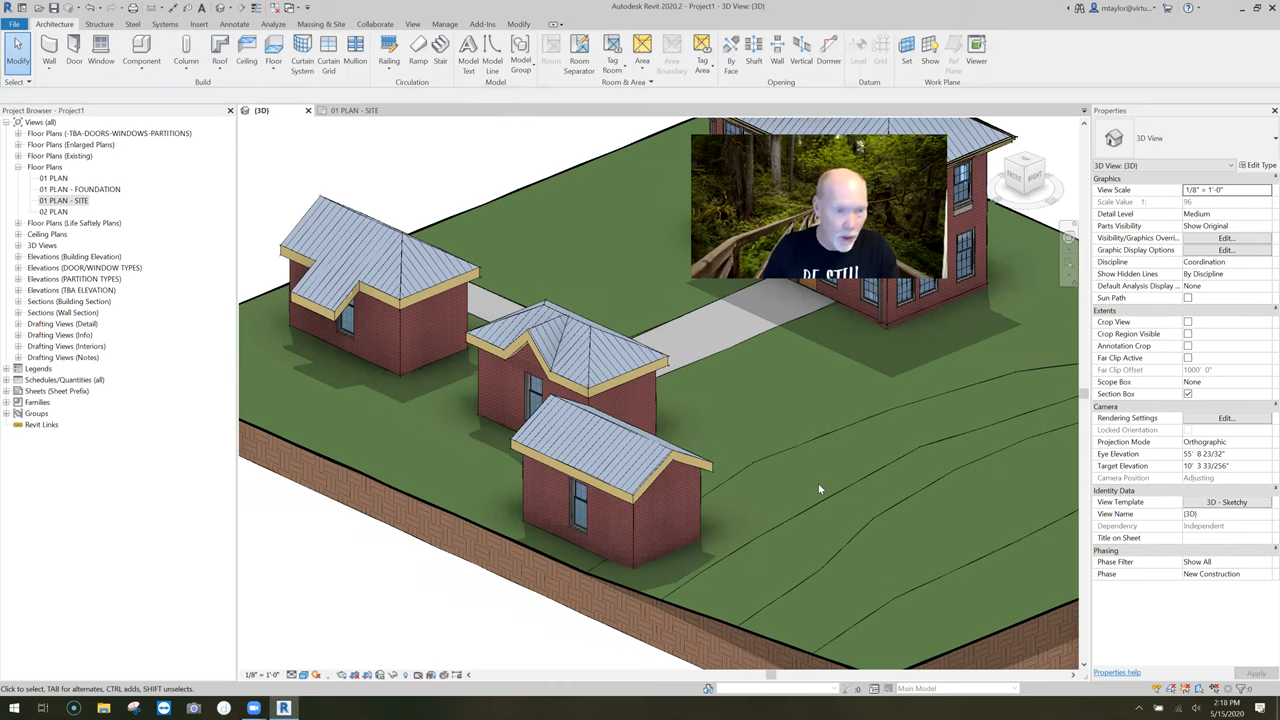 Autodesk Revit 2020.2 - Project1 - 3D View: {3D}
mtaylor@virtu...
File Architecture Structure Steel Systems Insert Annotate Analyze Massing & Site Collaborate View Manage Add-Ins Modify
Modify Wall Door Window Component Column Roof Ceiling Floor Curtain System Curtain Grid Mullion Railing Ramp Stair Model Text Model Line Model Group Room Room Separator Tag Room Area Area Boundary Tag Area By Face Shaft Wall Vertical Dormer Level Grid Set Show Ref Plane Viewer
Select Build Circulation Model Room & Area Opening Datum Work Plane
Project Browser - Project1
Views (all)
Floor Plans (-TBA-DOORS-WINDOWS-PARTITIONS)
Floor Plans (Enlarged Plans)
Floor Plans (Existing)
Floor Plans
01 PLAN
01 PLAN - FOUNDATION
01 PLAN - SITE
02 PLAN
Floor Plans (Life Saftely Plans)
Ceiling Plans
3D Views
Elevations (Building Elevation)
Elevations (DOOR/WINDOW TYPES)
Elevations (PARTITION TYPES)
Elevations (TBA ELEVATION)
Sections (Building Section)
Sections (Wall Section)
Drafting Views (Detail)
Drafting Views (Info)
Drafting Views (Interiors)
Drafting Views (Notes)
Legends
Schedules/Quantities (all)
Sheets (Sheet Prefix)
Families
Groups
Revit Links
{3D}
01 PLAN - SITE
BE STILL
FRONT RIGHT
Properties
3D View
3D View: {3D} Edit Type
Graphics
View Scale 1/8" = 1'-0"
Scale Value 1: 96
Detail Level Medium
Parts Visibility Show Original
Visibility/Graphics Overri... Edit...
Graphic Display Options Edit...
Discipline Coordination
Show Hidden Lines By Discipline
Default Analysis Display ... None
Sun Path
Extents
Crop View
Crop Region Visible
Annotation Crop
Far Clip Active
Far Clip Offset 1000' 0"
Scope Box None
Section Box
Camera
Rendering Settings Edit...
Locked Orientation
Projection Mode Orthographic
Eye Elevation 55' 8 23/32"
Target Elevation 10' 3 33/256"
Camera Position Adjusting
Identity Data
View Template 3D - Sketchy
View Name {3D}
Dependency Independent
Title on Sheet
Phasing
Phase Filter Show All
Phase New Construction
Properties help Apply
1/8" = 1'-0"
Click to select, TAB for alternates, CTRL adds, SHIFT unselects.
:0 Main Model
:0
2:18 PM
5/15/2020